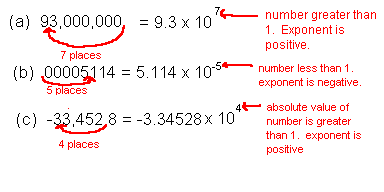 (a) 93,000,000, = 9.3 x 10^7
number greater than
1. Exponent is
positive.
7 places
(b) .00005114 = 5.114 x 10^-5
number less than 1.
exponent is negative.
5 places
(c) -33,452.8 = -3.34528 x 10^4
absolute value of
number is greater
than 1. exponent is
positive
4 places